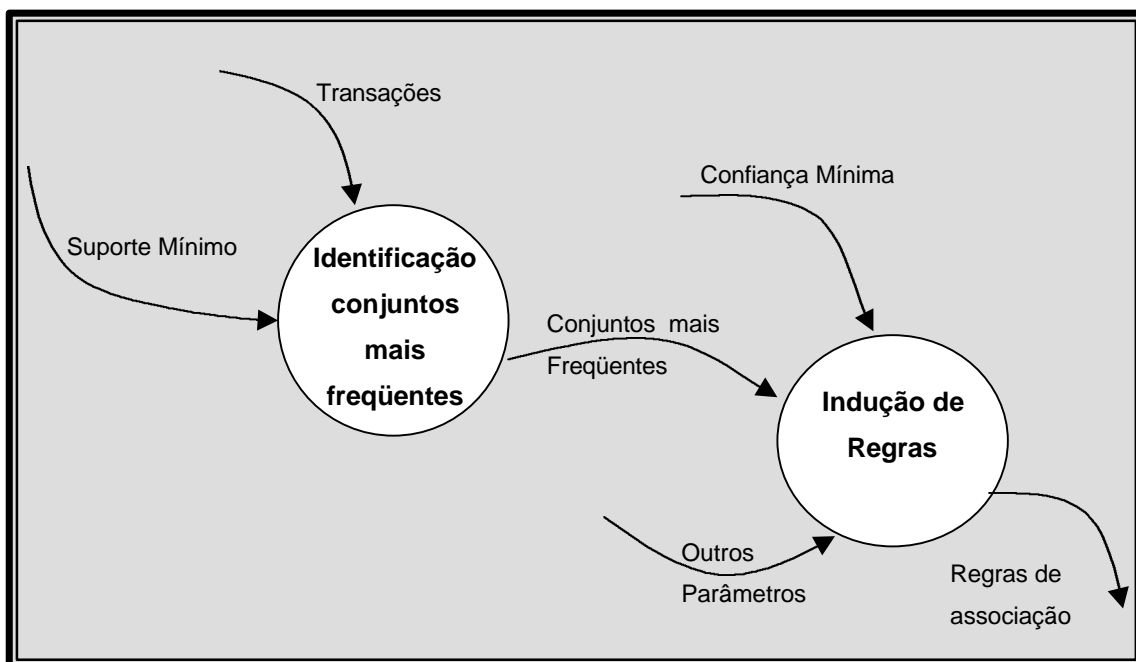 Transações
Suporte Mínimo
Identificação
conjuntos
mais
freqüentes
Confiança Mínima
Conjuntos mais
Freqüentes
Indução de
Regras
Outros
Parâmetros
Regras de
associação